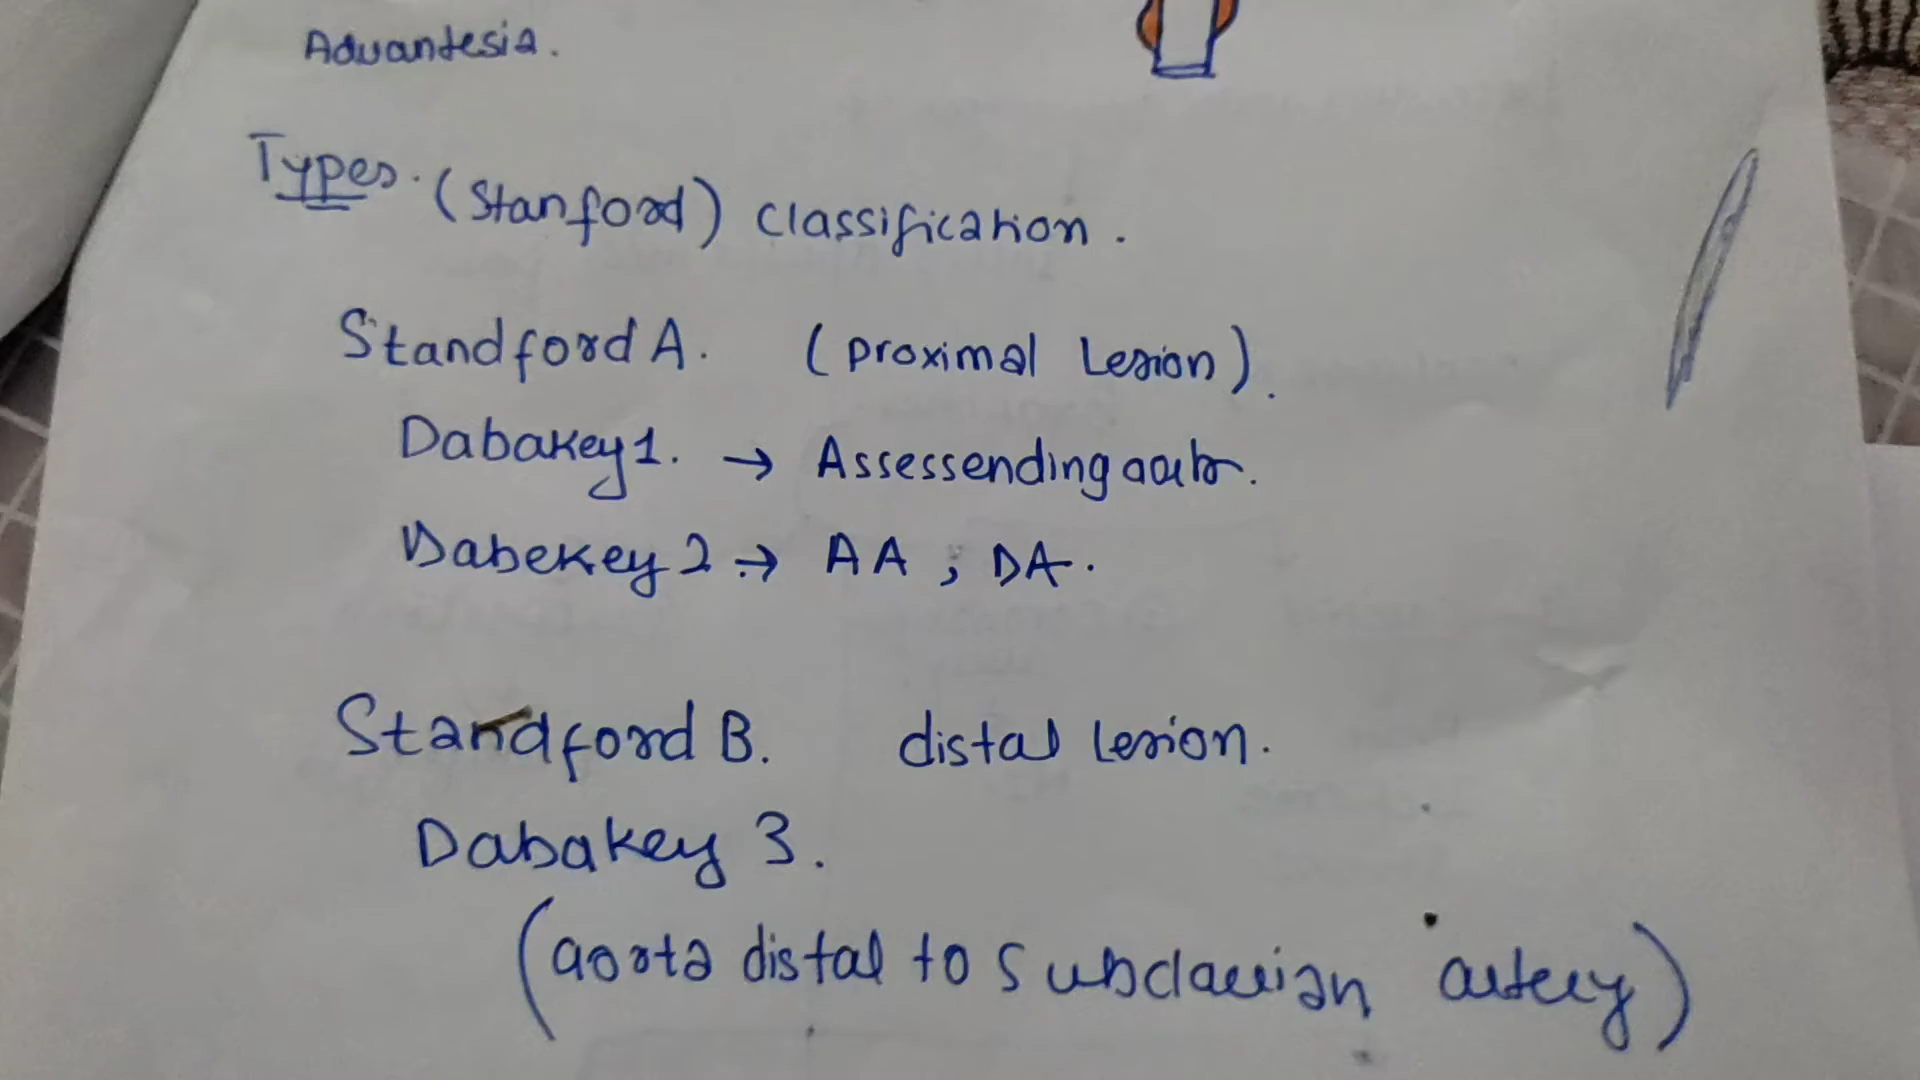 Advantesia.
Types. (Stanford) classification.
Standford A. (proximal Lesion).
Dabakey 1. → Assessending aorta.
Dabekey 2 → AA ; DA.
Standford B. distal lesion.
Dabakey 3.
(aorta distal to subclavian artery)